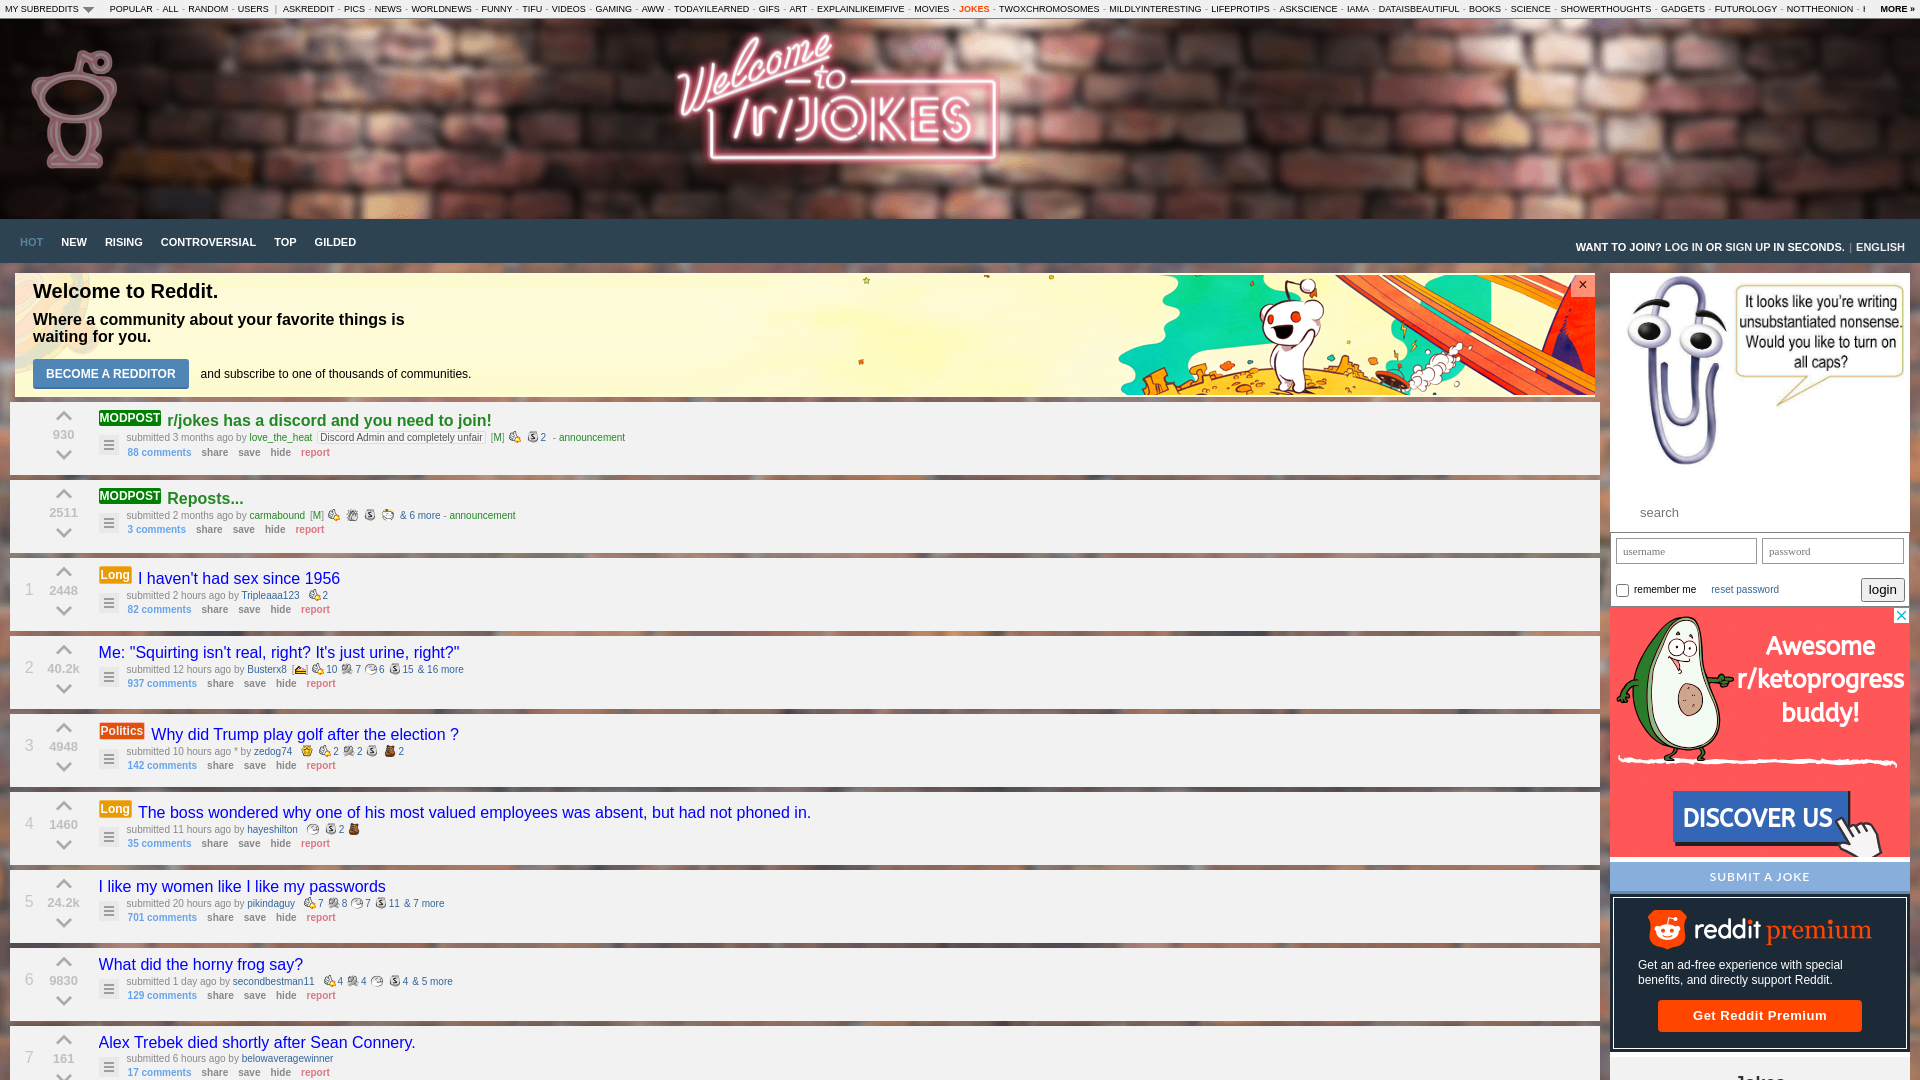 MY SUBREDDITS POPULAR - ALL - RANDOM - USERS | ASKREDDIT - PICS - NEWS - WORLDNEWS - FUNNY - TIFU - VIDEOS - GAMING - AWW - TODAYILEARNED - GIFS - ART - EXPLAINLIKEIMFIVE - MOVIES - JOKES - TWOXCHROMOSOMES - MILDLYINTERESTING - LIFEPROTIPS - ASKSCIENCE - IAMA - DATAISBEAUTIFUL - BOOKS - SCIENCE - SHOWERTHOUGHTS - GADGETS - FUTUROLOGY - NOTTHEONION - MORE »
Welcome
to
/r/JOKES
HOT NEW RISING CONTROVERSIAL TOP GILDED
WANT TO JOIN? LOG IN OR SIGN UP IN SECONDS. | ENGLISH
Welcome to Reddit.
Where a community about your favorite things is
waiting for you.
BECOME A REDDITOR and subscribe to one of thousands of communities.
×
930
MODPOST r/jokes has a discord and you need to join!
submitted 3 months ago by love_the_heat Discord Admin and completely unfair [M] 2 - announcement
88 comments share save hide report
2511
MODPOST Reposts...
submitted 2 months ago by carmabound [M] & 6 more - announcement
3 comments share save hide report
1
2448
Long I haven't had sex since 1956
submitted 2 hours ago by Tripleaaa123 2
82 comments share save hide report
2
40.2k
Me: "Squirting isn't real, right? It's just urine, right?"
submitted 12 hours ago by Busterx8 [] 10 7 6 15 & 16 more
937 comments share save hide report
3
4948
Politics Why did Trump play golf after the election ?
submitted 10 hours ago * by zedog74 2 2 2
142 comments share save hide report
4
1460
Long The boss wondered why one of his most valued employees was absent, but had not phoned in.
submitted 11 hours ago by hayeshilton 2
35 comments share save hide report
5
24.2k
I like my women like I like my passwords
submitted 20 hours ago by pikindaguy 7 8 7 11 & 7 more
701 comments share save hide report
6
9830
What did the horny frog say?
submitted 1 day ago by secondbestman11 4 4 4 & 5 more
129 comments share save hide report
7
161
Alex Trebek died shortly after Sean Connery.
submitted 6 hours ago by belowaveragewinner
17 comments share save hide report
It looks like you're writing
unsubstantiated nonsense.
Would you like to turn on
all caps?
search
username password
remember me reset password login
Awesome
r/ketoprogress
buddy!
DISCOVER US
SUBMIT A JOKE
reddit premium
Get an ad-free experience with special
benefits, and directly support Reddit.
Get Reddit Premium
Jokes